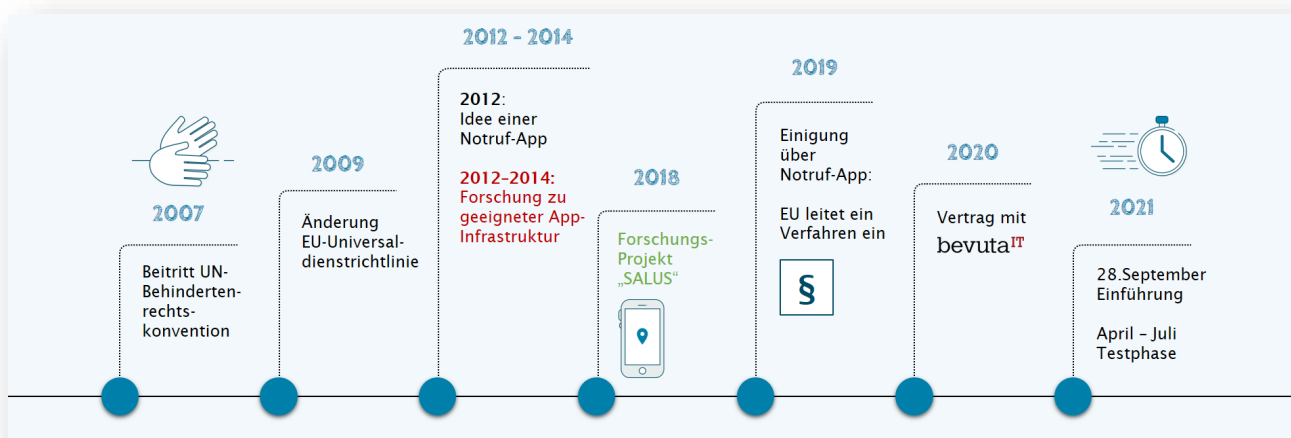 2007
Beitritt UN-
Behinderten-
rechts-
konvention
2009
Änderung
EU-Universal-
dienstrichtlinie
2012 - 2014
2012:
Idee einer
Notruf-App
2012–2014:
Forschung zu
geeigneter App-
Infrastruktur
2018
Forschungs-
Projekt
„SALUS“
2019
Einigung
über
Notruf-App:
EU leitet ein
Verfahren ein
§
2020
Vertrag mit
bevuta IT
2021
28.September
Einführung
April – Juli
Testphase